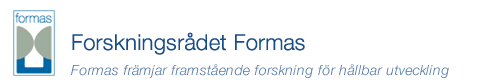 formas
Forskningsrådet Formas
Formas främjar framstående forskning för hållbar utveckling